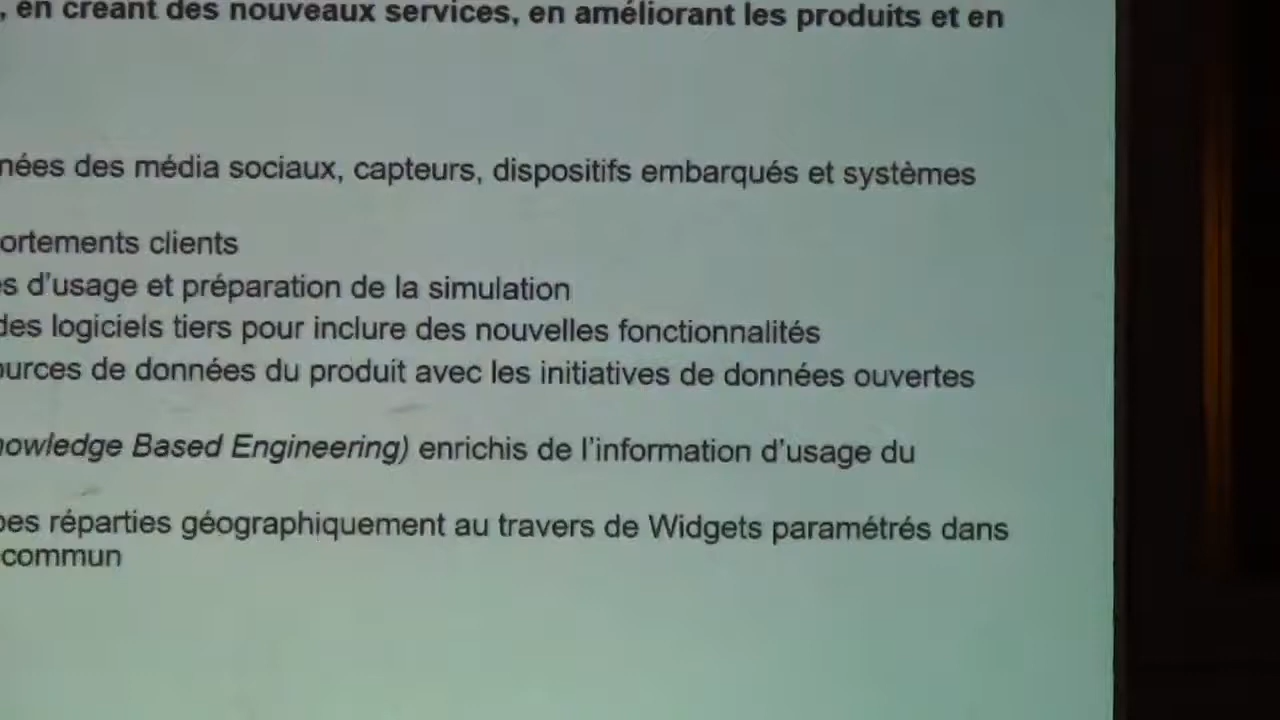 , en créant des nouveaux services, en améliorant les produits et en
nées des média sociaux, capteurs, dispositifs embarqués et systèmes
ortements clients
s d'usage et préparation de la simulation
des logiciels tiers pour inclure des nouvelles fonctionnalités
ources de données du produit avec les initiatives de données ouvertes
nowledge Based Engineering) enrichis de l'information d'usage du
pes réparties géographiquement au travers de Widgets paramétrés dans
commun